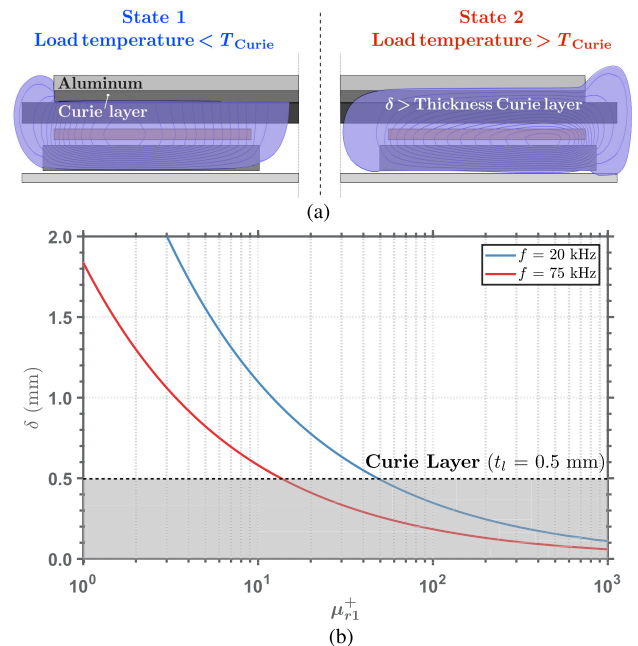 State 1
Load temperature < T_Curie
State 2
Load temperature > T_Curie
Aluminum
Curie layer
δ > Thickness Curie layer
(a)
2.0
1.5
1.0
0.5
0.0
δ (mm)
f = 20 kHz
f = 75 kHz
Curie Layer (t_l = 0.5 mm)
10^0
10^1
10^2
10^3
μ_{r1}^+
(b)